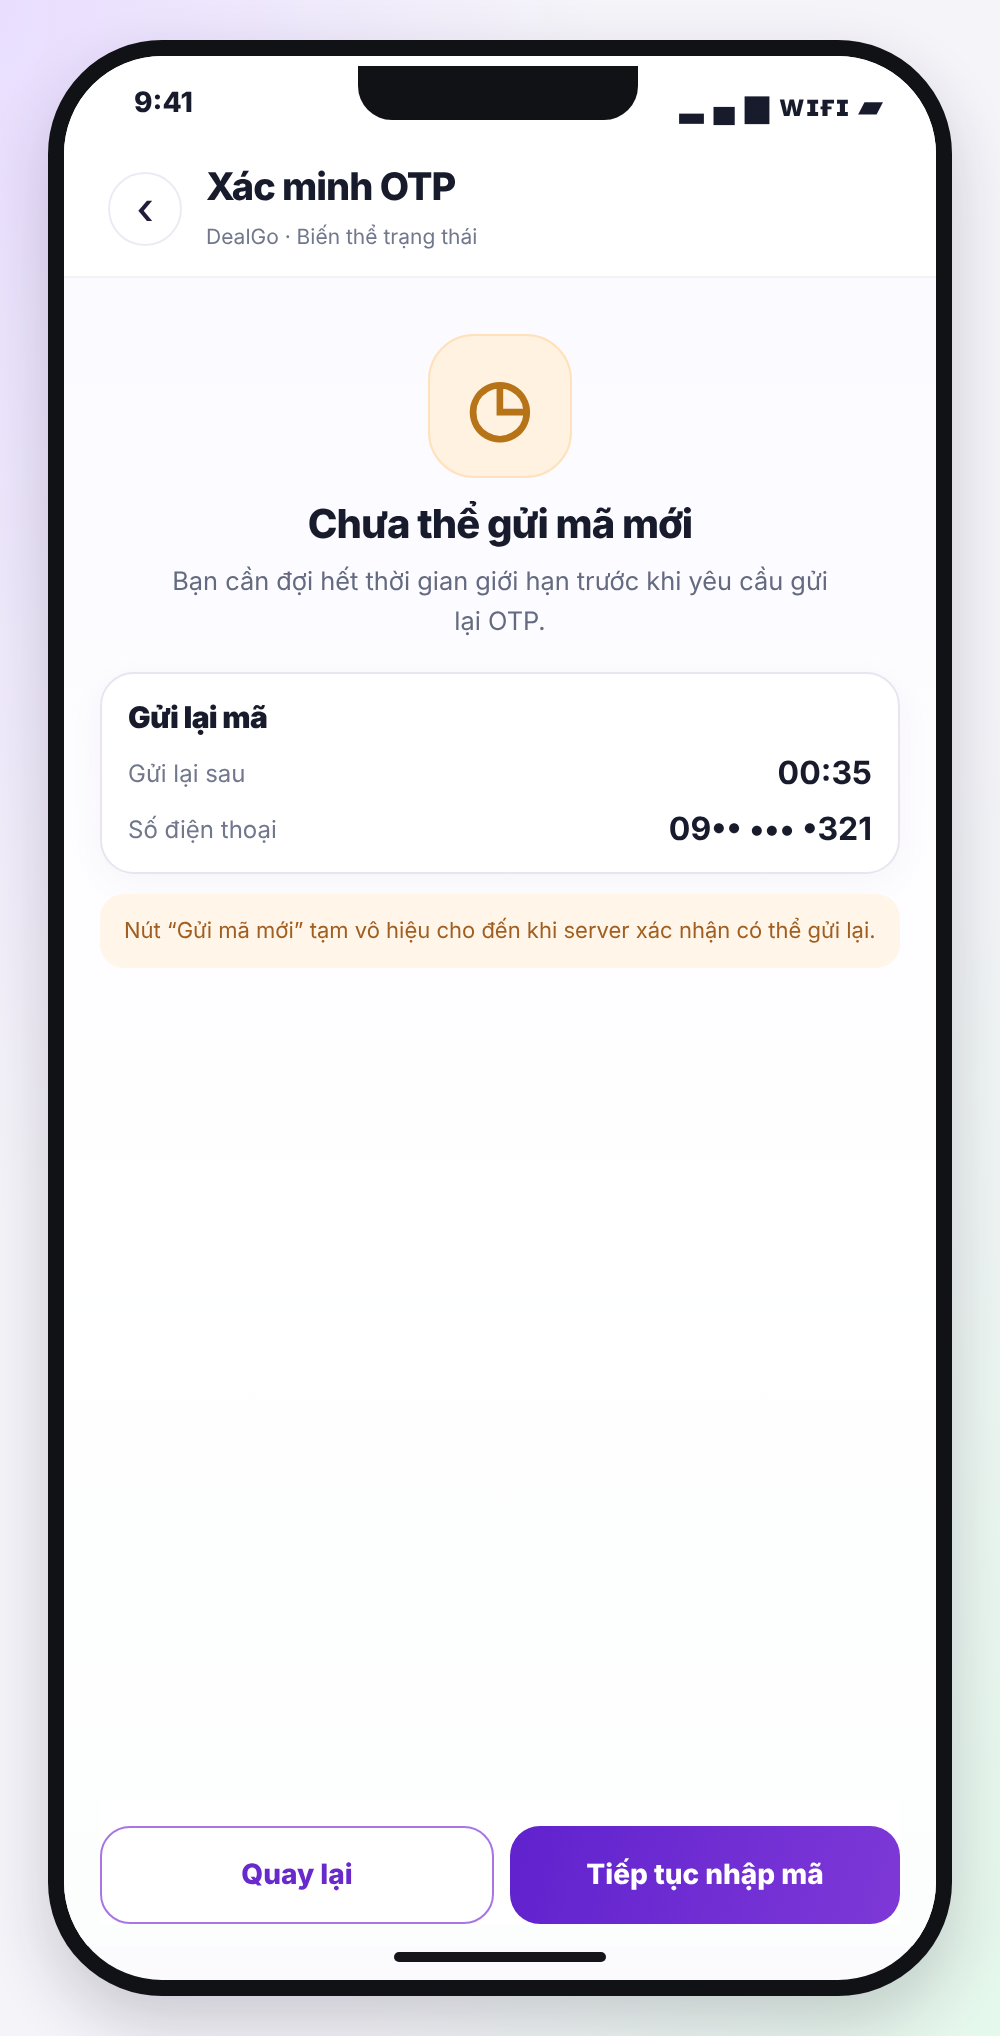 9:41
WIFI
Xác minh OTP
DealGo · Biến thể trạng thái
Chưa thể gửi mã mới
Bạn cần đợi hết thời gian giới hạn trước khi yêu cầu gửi
lại OTP.
Gửi lại mã
Gửi lại sau 00:35
Số điện thoại 09•• ••• •321
Nút “Gửi mã mới” tạm vô hiệu cho đến khi server xác nhận có thể gửi lại.
Quay lại
Tiếp tục nhập mã